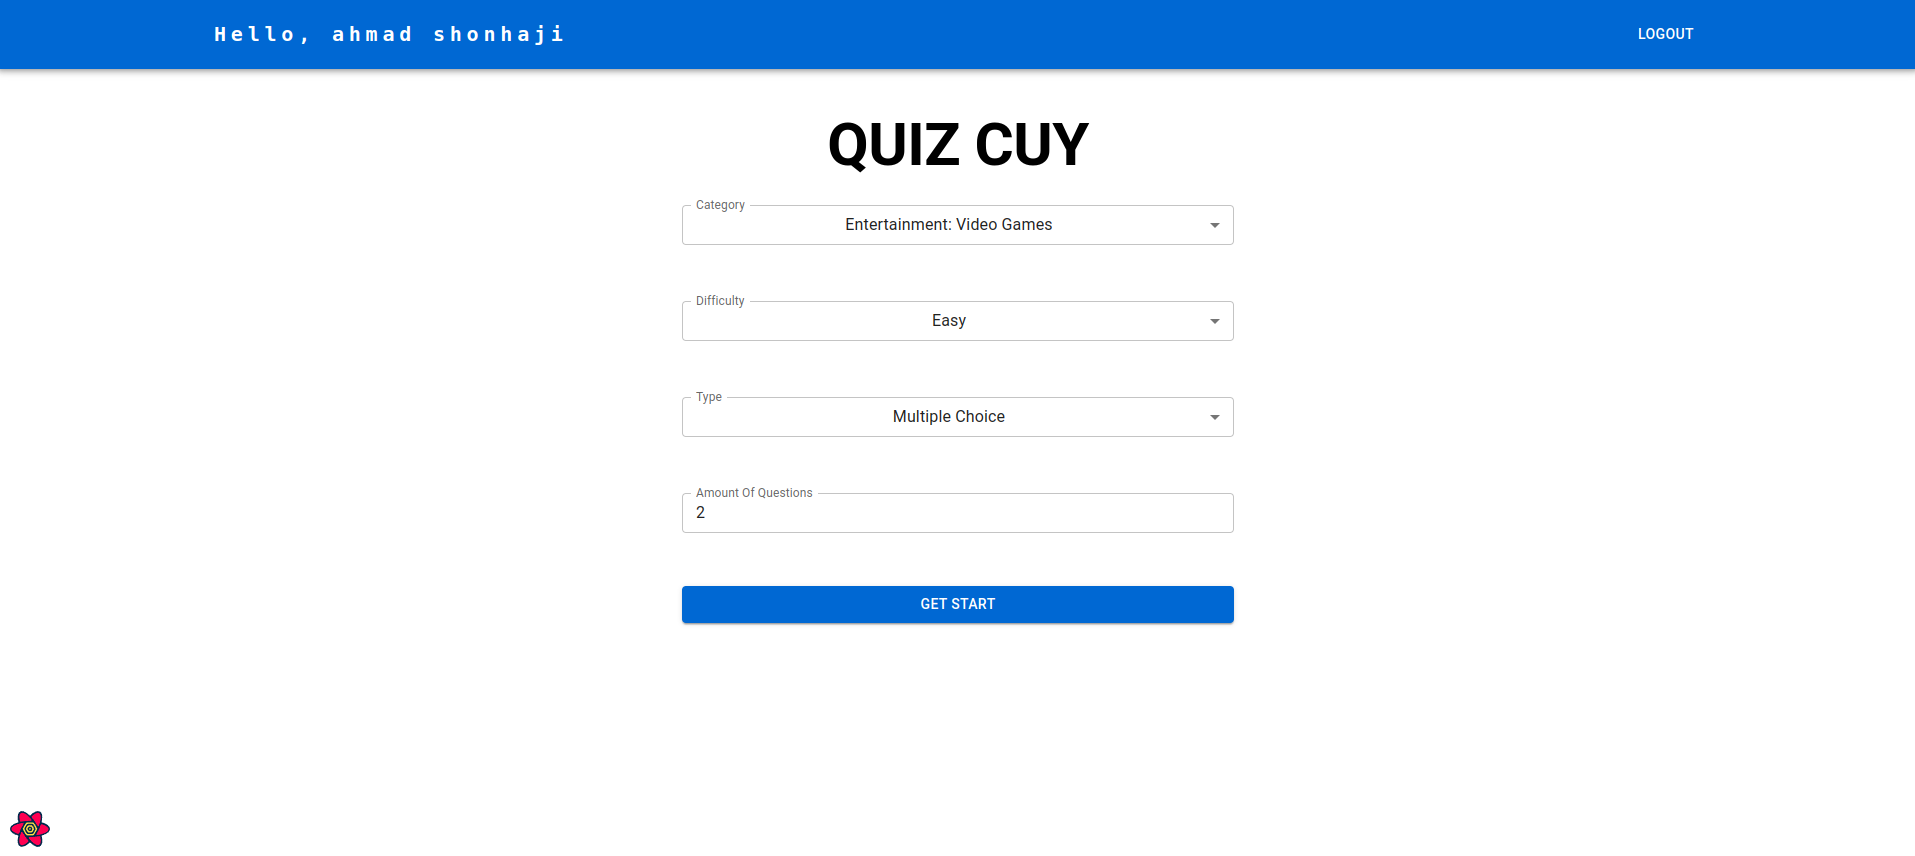 Hello, ahmad shonhaji
LOGOUT
QUIZ CUY
Category
Entertainment: Video Games
Difficulty
Easy
Type
Multiple Choice
Amount Of Questions
2
GET START